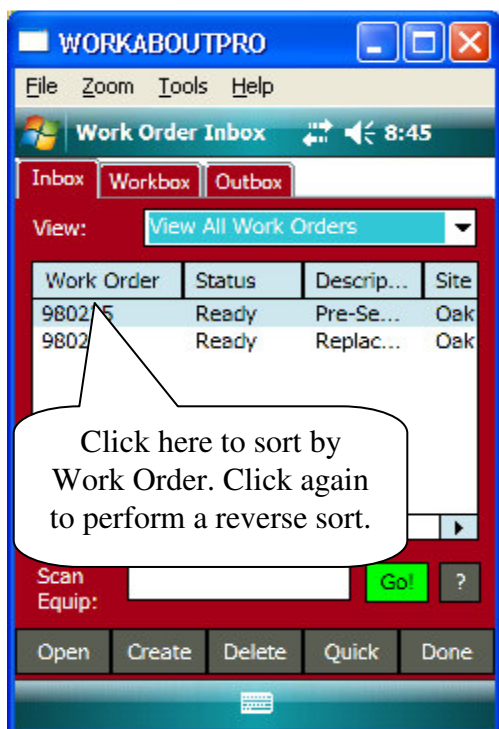 WORKABOUTPRO
File Zoom Tools Help
Work Order Inbox 8:45
Inbox Workbox Outbox
View: View All Work Orders
Work Order Status Descrip... Site
Ready Pre-Se... Oak
Ready Replac... Oak
Click here to sort by
Work Order. Click again
to perform a reverse sort.
Scan
Equip:
Go! ?
Open Create Delete Quick Done